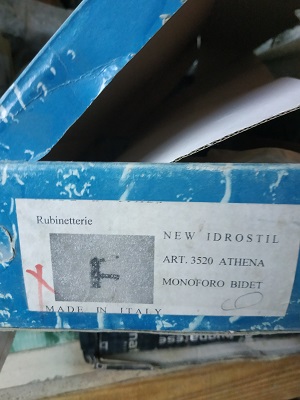 Rubinetterie
NEW IDROSTIL
ART. 3520 ATHENA
MONOFORO BIDET
MADE IN ITALY